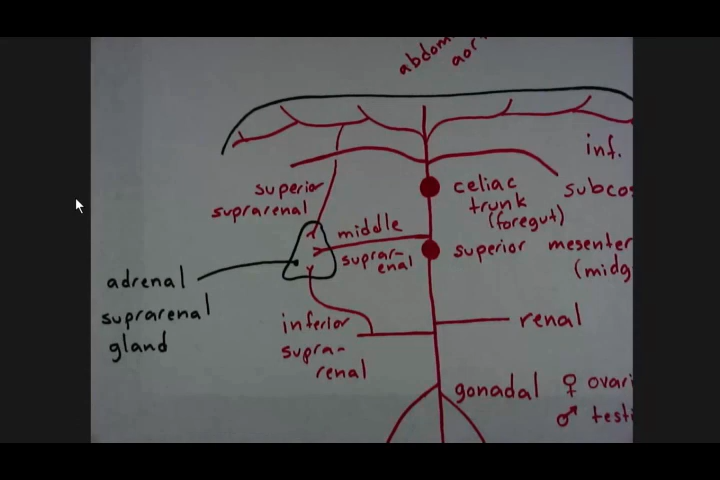 abdom
aor
inf.
superior
suprarenal
celiac
trunk
(foregut)
subcos
middle
suprar-
enal
superior mesenter
(midg
adrenal
suprarenal
gland
inferior
supra-
renal
renal
gonadal ♀ ovari
♂ testi